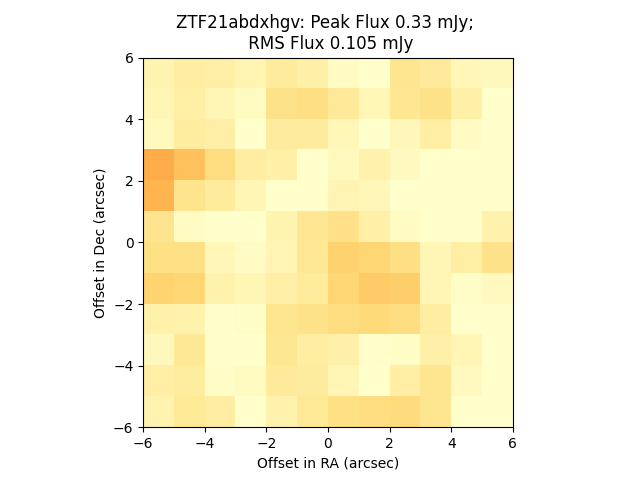 ZTF21abdxhgv: Peak Flux 0.33 mJy;
RMS Flux 0.105 mJy
6
4
2
0
−2
−4
−6
Offset in Dec (arcsec)
−6 −4 −2 0 2 4 6
Offset in RA (arcsec)